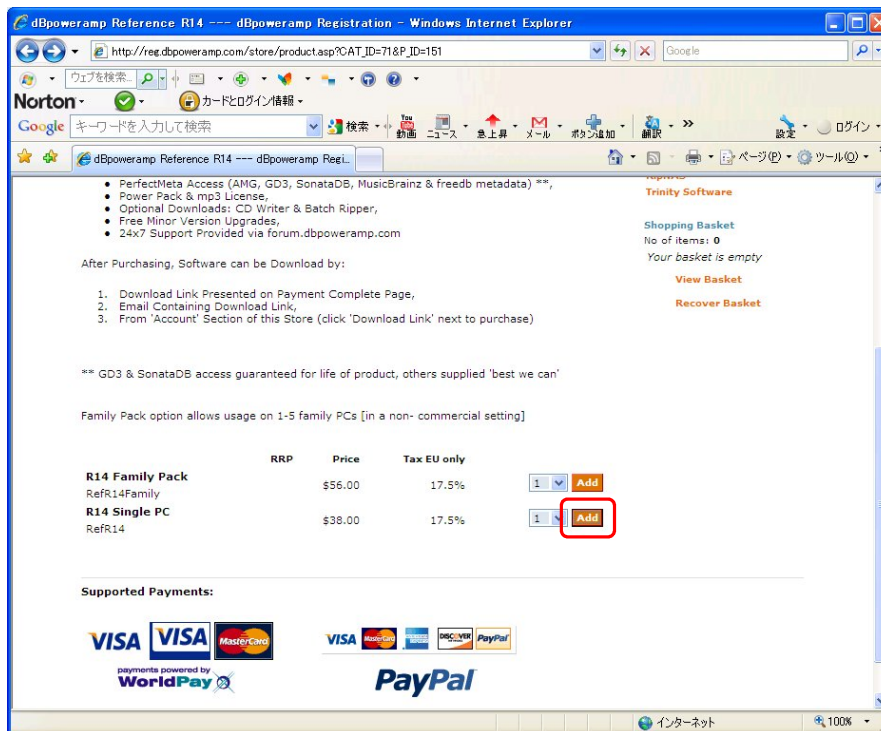 dBpoweramp Reference R14 --- dBpoweramp Registration - Windows Internet Explorer
http://reg.dbpoweramp.com/store/product.asp?CAT_ID=71&P_ID=151
Google
ウェブを検索...
Norton
カードとログイン情報
Google
キーワードを入力して検索
検索
You
動画
ニュース
急上昇
メール
ボタン追加
翻訳
設定
ログイン
dBpoweramp Reference R14 --- dBpoweramp Regi...
ページ(P)
ツール(O)
• PerfectMeta Access (AMG, GD3, SonataDB, MusicBrainz & freedb metadata) **,
• Power Pack & mp3 License,
• Optional Downloads: CD Writer & Batch Ripper,
• Free Minor Version Upgrades,
• 24x7 Support Provided via forum.dbpoweramp.com
Trinity Software
Shopping Basket
No of items: 0
Your basket is empty
View Basket
Recover Basket
After Purchasing, Software can be Download by:
1. Download Link Presented on Payment Complete Page,
2. Email Containing Download Link,
3. From 'Account' Section of this Store (click 'Download Link' next to purchase)
** GD3 & SonataDB access guaranteed for life of product, others supplied 'best we can'
Family Pack option allows usage on 1-5 family PCs [in a non- commercial setting]
RRP Price Tax EU only
R14 Family Pack
RefR14Family
$56.00 17.5% 1 Add
R14 Single PC
RefR14
$38.00 17.5% 1 Add
Supported Payments:
VISA VISA MasterCard
VISA MasterCard DISCOVER PayPal
payments powered by
WorldPay
PayPal
インターネット
100%